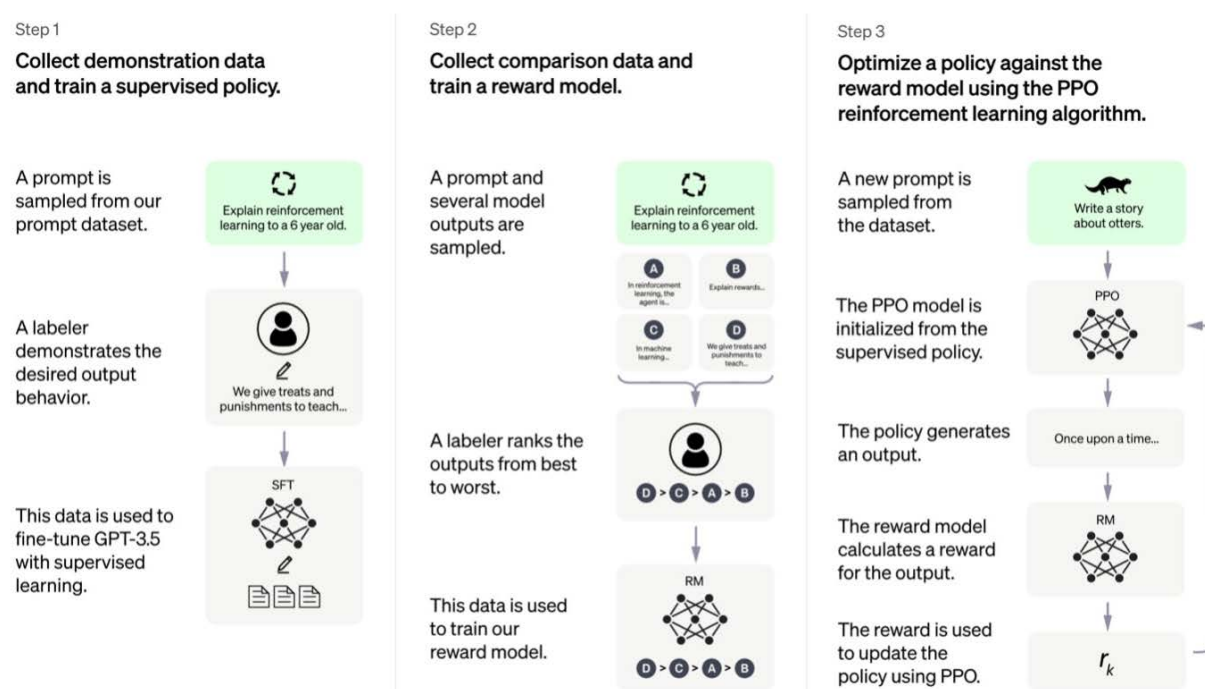 Step 1
Collect demonstration data
and train a supervised policy.
A prompt is
sampled from our
prompt dataset.
Explain reinforcement
learning to a 6 year old.
A labeler
demonstrates the
desired output
behavior.
We give treats and
punishments to teach...
This data is used to
fine-tune GPT-3.5
with supervised
learning.
SFT
Step 2
Collect comparison data and
train a reward model.
A prompt and
several model
outputs are
sampled.
Explain reinforcement
learning to a 6 year old.
A
In reinforcement
learning, the
agent is...
B
Explain rewards...
C
In machine
learning...
D
We give treats and
punishments to
teach...
A labeler ranks the
outputs from best
to worst.
D > C > A > B
This data is used
to train our
reward model.
RM
D > C > A > B
Step 3
Optimize a policy against the
reward model using the PPO
reinforcement learning algorithm.
A new prompt is
sampled from
the dataset.
Write a story
about otters.
The PPO model is
initialized from the
supervised policy.
PPO
The policy generates
an output.
Once upon a time...
The reward model
calculates a reward
for the output.
RM
The reward is used
to update the
policy using PPO.
rk